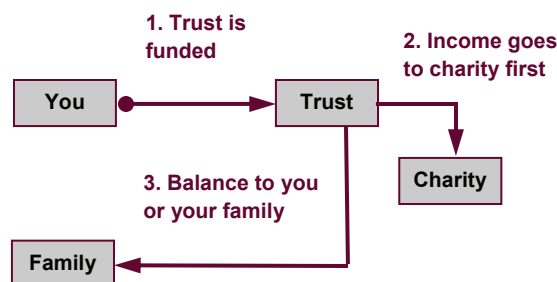 1. Trust is
funded
2. Income goes
to charity first
You
Trust
3. Balance to you
or your family
Charity
Family